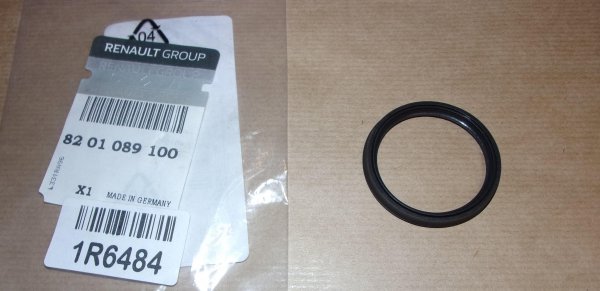 04
RENAULT GROUP
82 01 089 100
X1 MADE IN GERMANY
1R6484